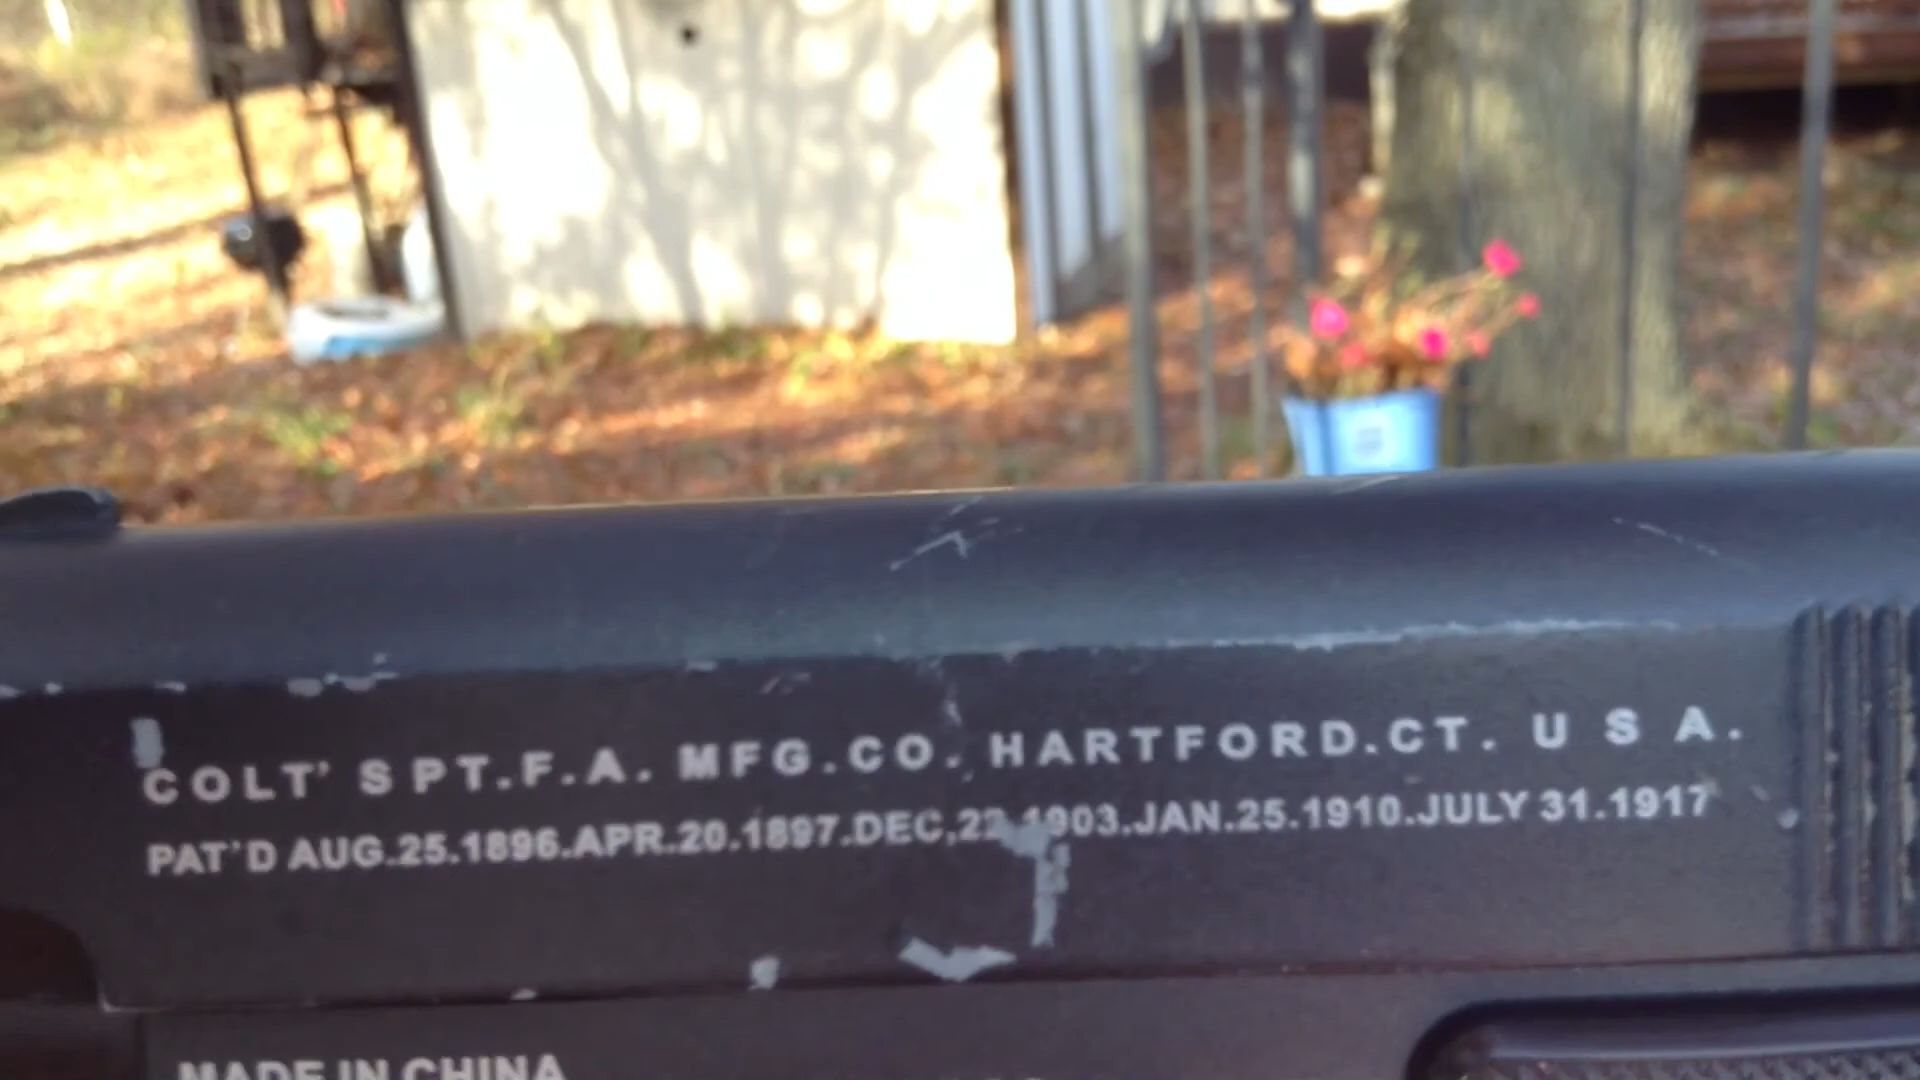 COLT' SPT.F.A. MFG.CO. HARTFORD.CT. U S A.
PAT'D AUG.25.1896.APR.20.1897.DEC,22.1903.JAN.25.1910.JULY 31.1917
MADE IN CHINA